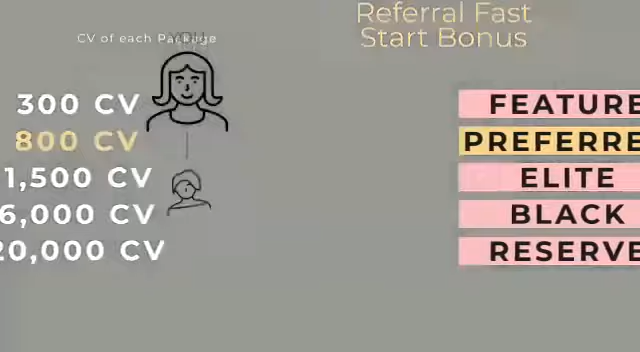 Referral Fast
Start Bonus
CV of each Package
YOU
300 CV
FEATURE
800 CV
PREFERRE
1,500 CV
ELITE
6,000 CV
BLACK
20,000 CV
RESERVE